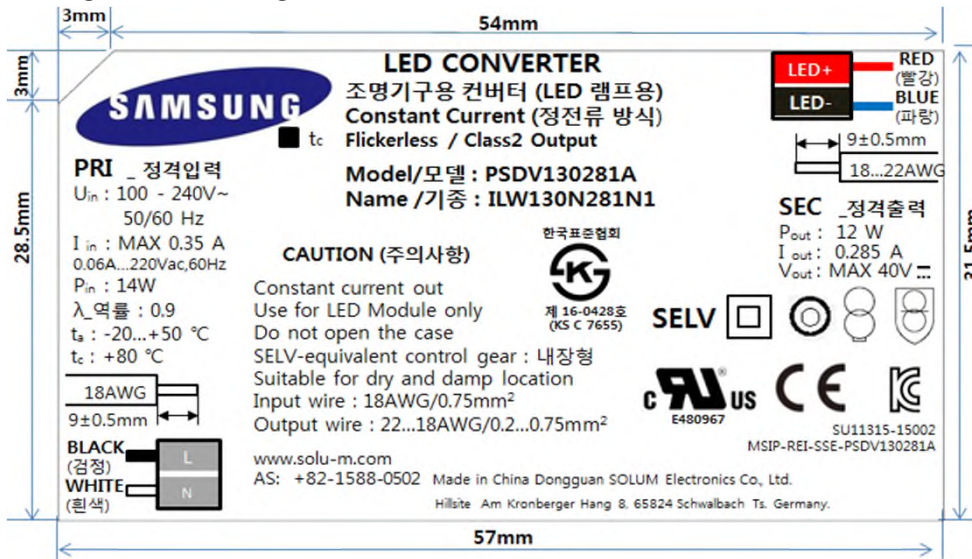 3mm
54mm
3mm
28.5mm
31.5mm
57mm
SAMSUNG
tc
LED CONVERTER
조명기구용 컨버터 (LED 램프용)
Constant Current (정전류 방식)
Flickerless / Class2 Output
Model/모델 : PSDV130281A
Name /기종 : ILW130N281N1
LED+
LED-
RED
(빨강)
BLUE
(파랑)
9±0.5mm
18...22AWG
PRI _ 정격입력
Uin : 100 - 240V~
50/60 Hz
I in : MAX 0.35 A
0.06A...220Vac,60Hz
Pin : 14W
λ_역률 : 0.9
ta : -20...+50 ℃
tc : +80 ℃
18AWG
9±0.5mm
BLACK
(검정)
WHITE
(흰색)
L
N
CAUTION (주의사항)
Constant current out
Use for LED Module only
Do not open the case
SELV-equivalent control gear : 내장형
Suitable for dry and damp location
Input wire : 18AWG/0.75mm²
Output wire : 22...18AWG/0.2...0.75mm²
한국표준협회
제 16-0428호
(KS C 7655)
SEC _정격출력
Pout : 12 W
I out : 0.285 A
Vout : MAX 40V
SELV
C US
E480967
CE
SU11315-15002
MSIP-REI-SSE-PSDV130281A
www.solu-m.com
AS: +82-1588-0502 Made in China Dongguan SOLUM Electronics Co., Ltd.
Hillsite Am Kronberger Hang 8, 65824 Schwalbach Ts. Germany.